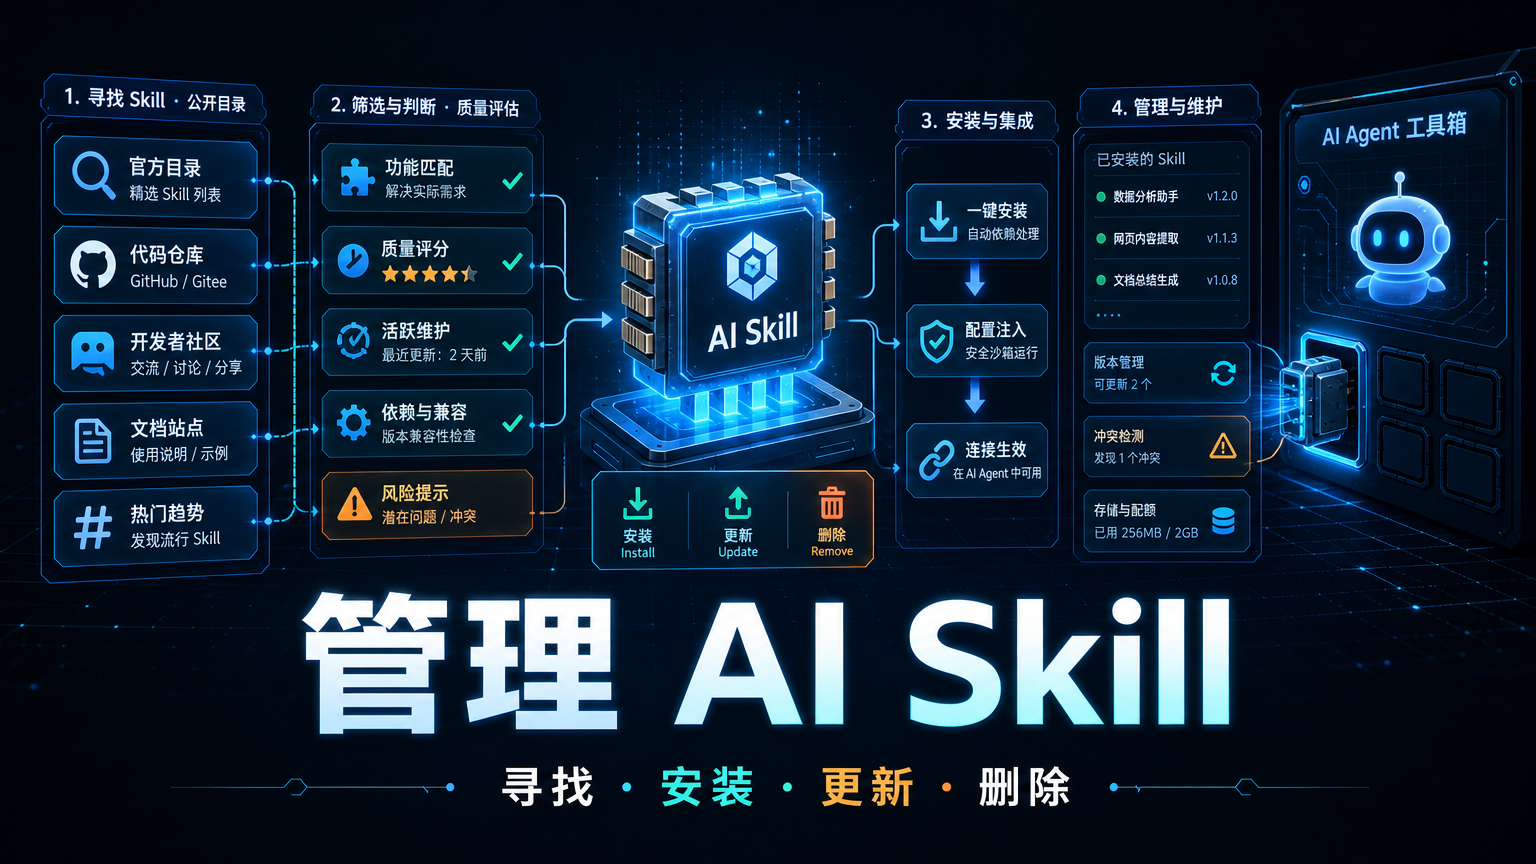 1. 寻找 Skill · 公开目录
官方目录
精选 Skill 列表
代码仓库
GitHub / Gitee
开发者社区
交流 / 讨论 / 分享
文档站点
使用说明 / 示例
热门趋势
发现流行 Skill
2. 筛选与判断 · 质量评估
功能匹配
解决实际需求
质量评分
活跃维护
最近更新：2 天前
依赖与兼容
版本兼容性检查
风险提示
潜在问题 / 冲突
AI Skill
安装
Install
更新
Update
删除
Remove
3. 安装与集成
一键安装
自动依赖处理
配置注入
安全沙箱运行
连接生效
在 AI Agent 中可用
4. 管理与维护
已安装的 Skill
数据分析助手 v1.2.0
网页内容提取 v1.1.3
文档总结生成 v1.0.8
版本管理
可更新 2 个
冲突检测
发现 1 个冲突
存储与配额
已用 256MB / 2GB
AI Agent 工具箱
管理 AI Skill
寻找 · 安装 · 更新 · 删除